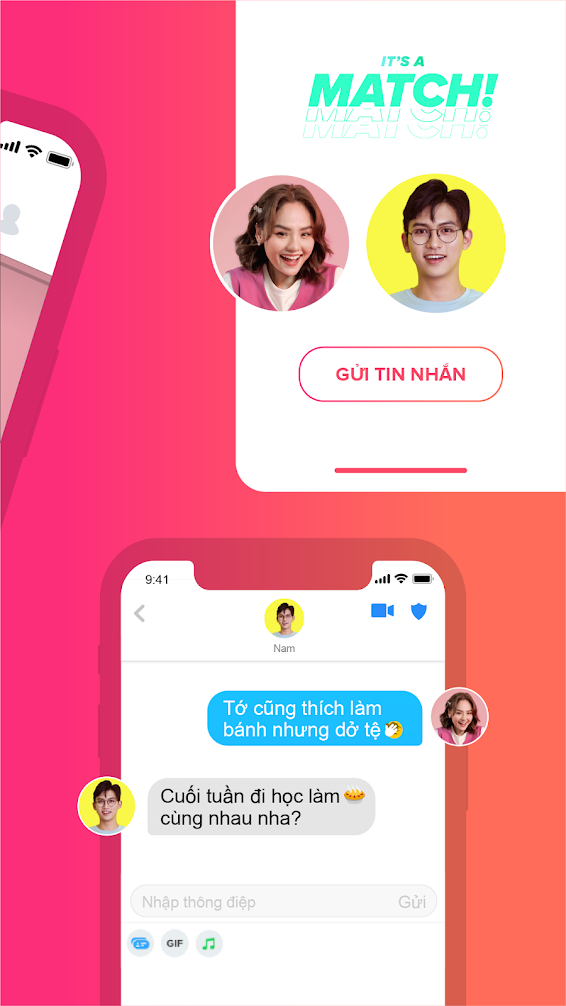 IT'S A
MATCH!
MATCH!
MATCH!
GỬI TIN NHẮN
9:41
Nam
Tớ cũng thích làm
bánh nhưng dở tệ
Cuối tuần đi học làm
cùng nhau nha?
Nhập thông điệp
Gửi
GIF